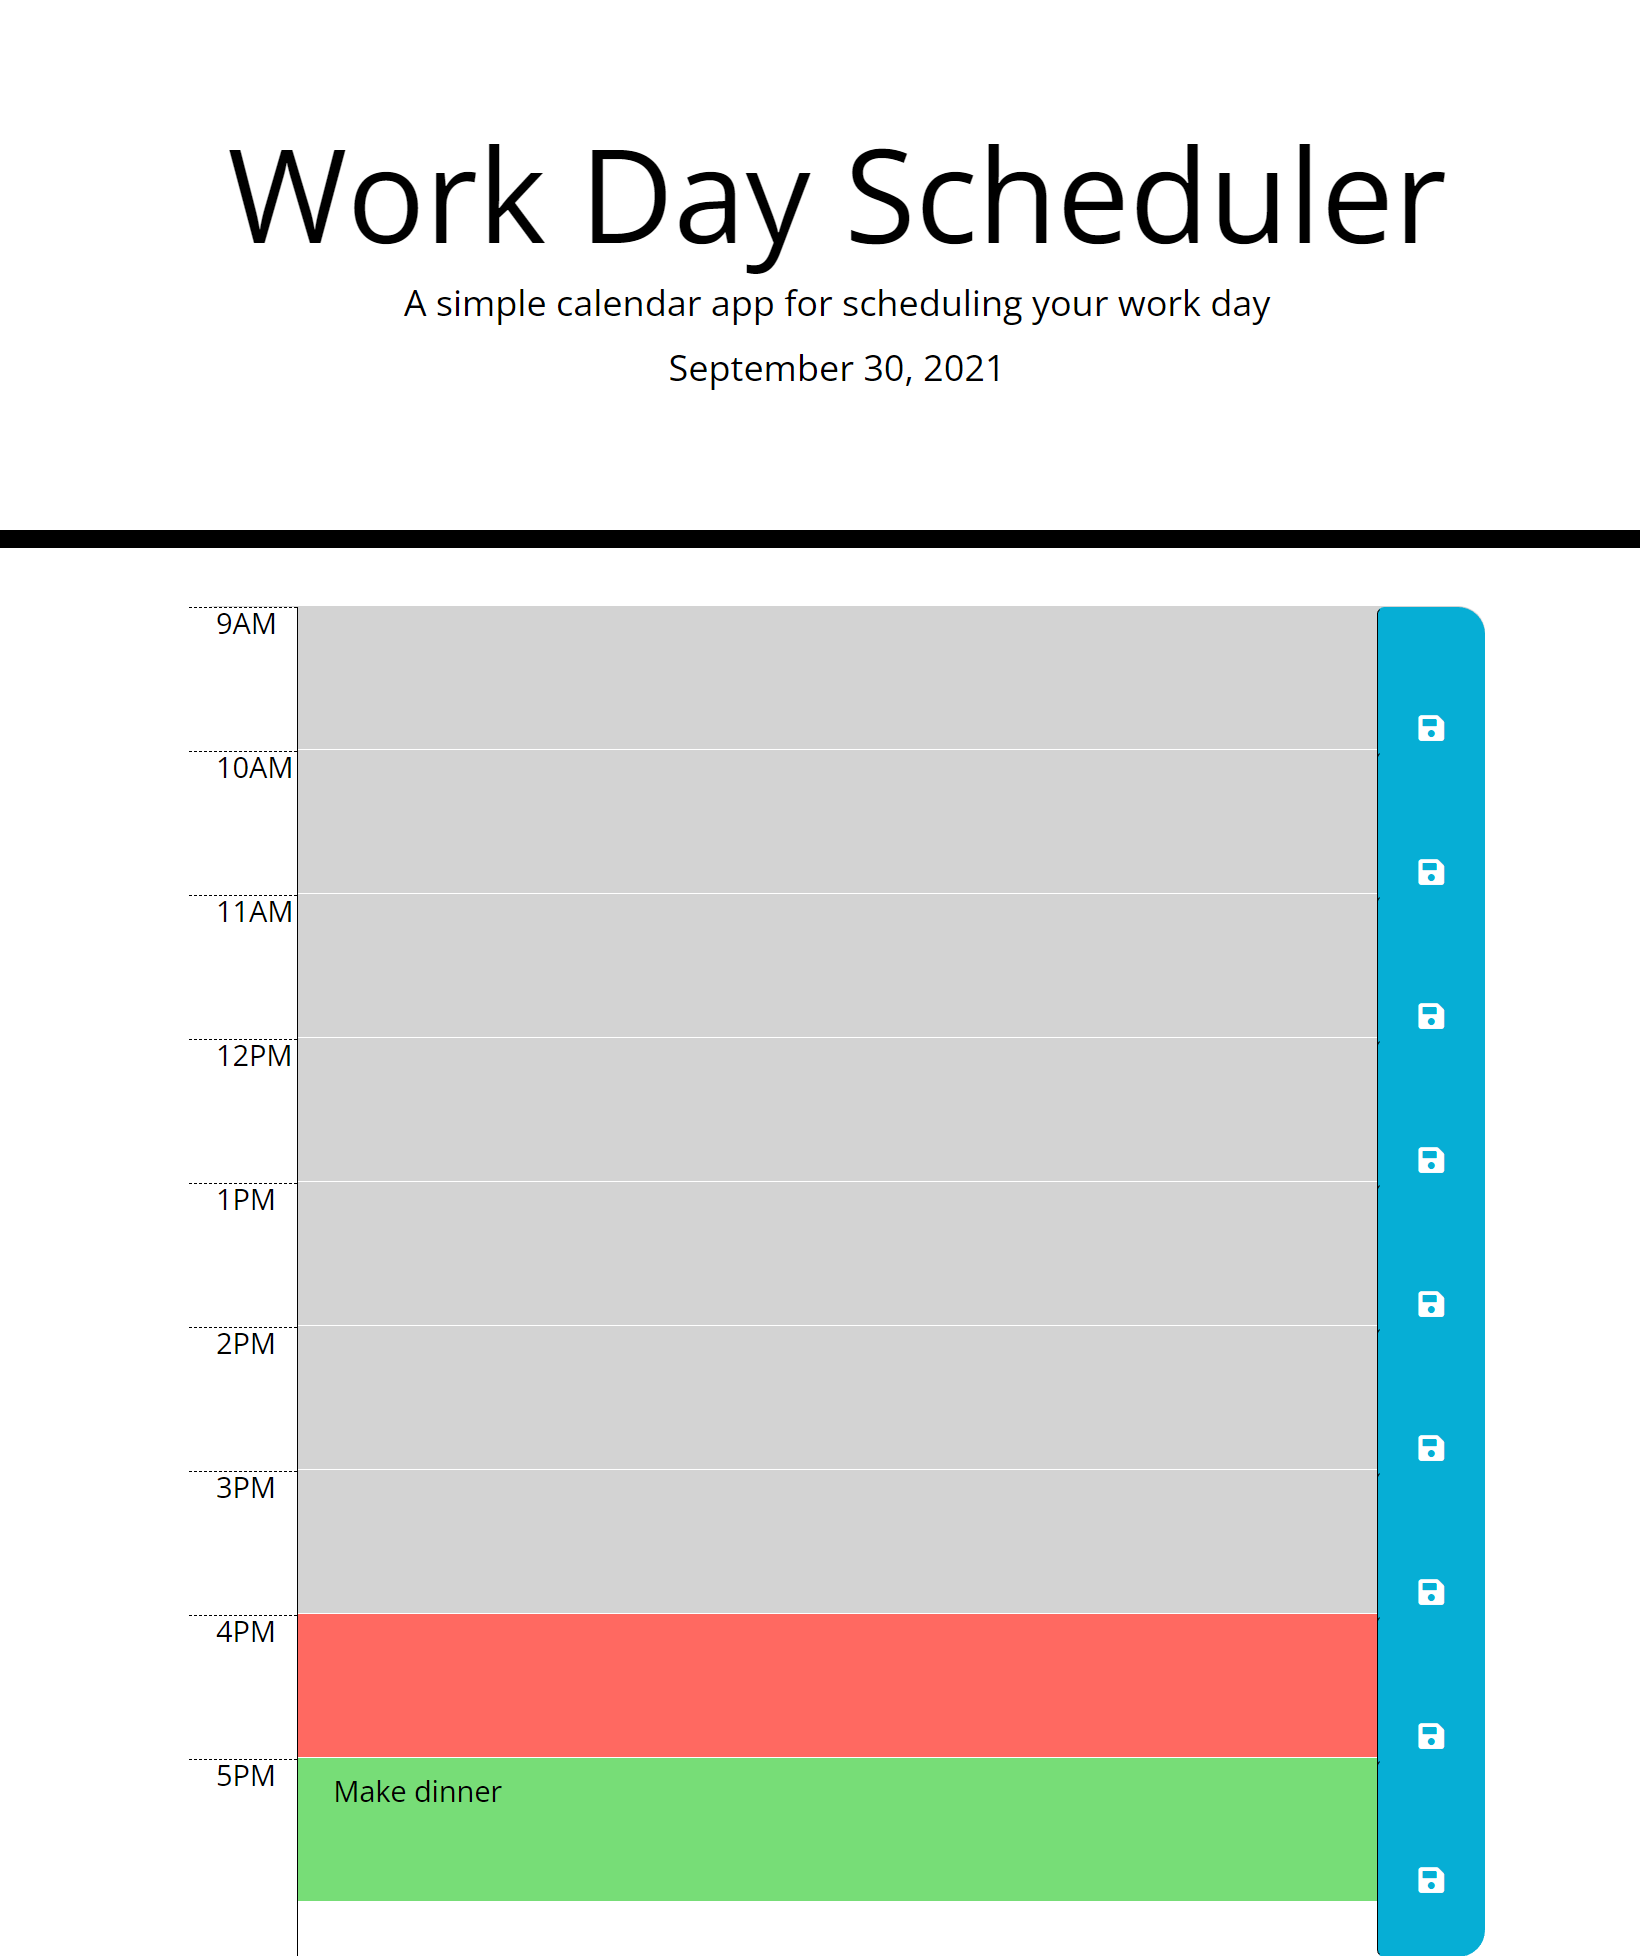 Work Day Scheduler
A simple calendar app for scheduling your work day
September 30, 2021
9AM
10AM
11AM
12PM
1PM
2PM
3PM
4PM
5PM
Make dinner